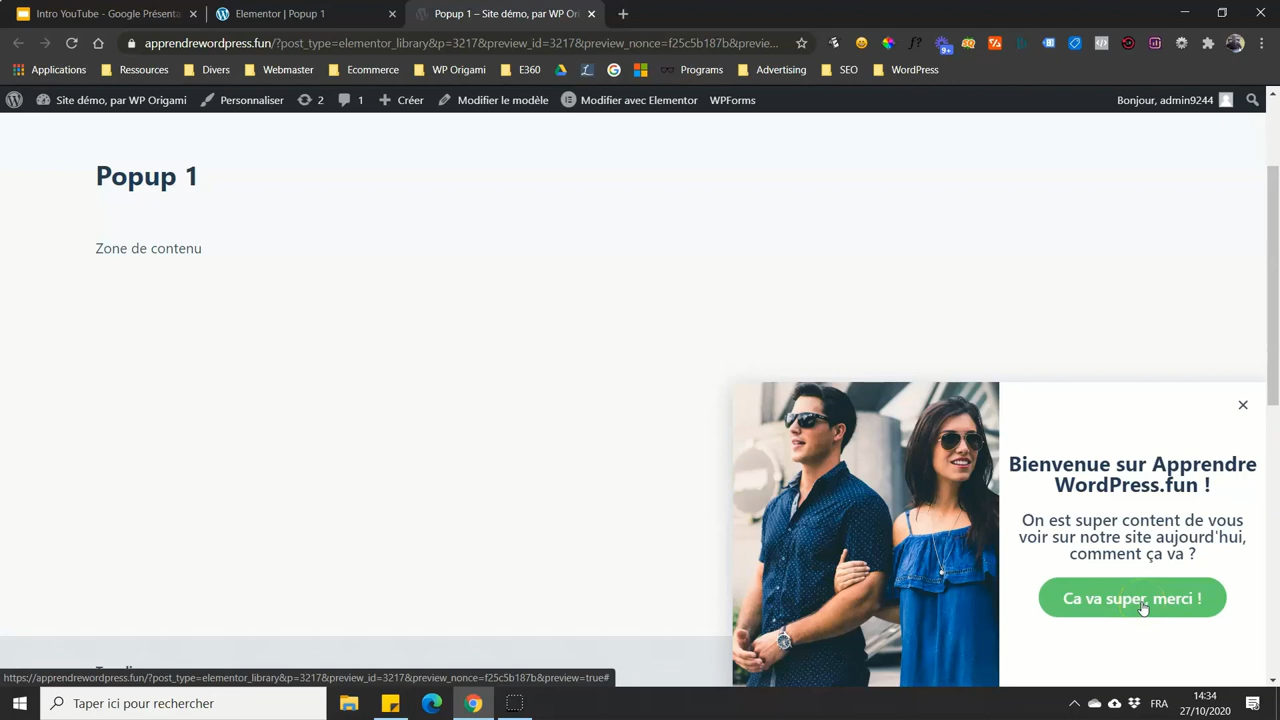 Intro YouTube - Google Présenta
Elementor | Popup 1
Popup 1 – Site démo, par WP Ori
apprendrewordpress.fun/?post_type=elementor_library&p=3217&preview_id=3217&preview_nonce=f25c5b187b&previe...
9+
Applications
Ressources
Divers
Webmaster
Ecommerce
WP Origami
E360
Programs
Advertising
SEO
WordPress
Site démo, par WP Origami
Personnaliser
2
1
Créer
Modifier le modèle
Modifier avec Elementor
WPForms
Bonjour, admin9244
Popup 1
Zone de contenu
Bienvenue sur Apprendre
WordPress.fun !
On est super content de vous
voir sur notre site aujourd'hui,
comment ça va ?
Ca va super, merci !
https://apprendrewordpress.fun/?post_type=elementor_library&p=3217&preview_id=3217&preview_nonce=f25c5b187b&preview=true#
Taper ici pour rechercher
FRA
14:34
27/10/2020